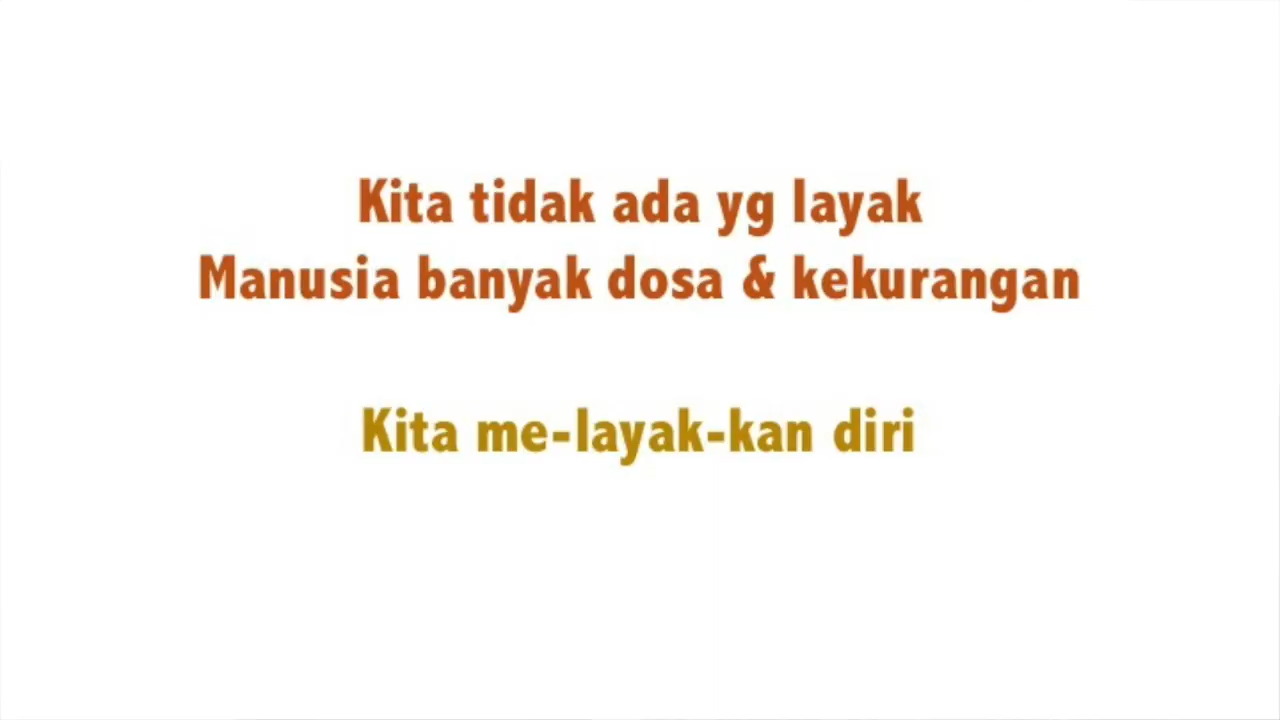 Kita tidak ada yg layak
Manusia banyak dosa & kekurangan
Kita me-layak-kan diri